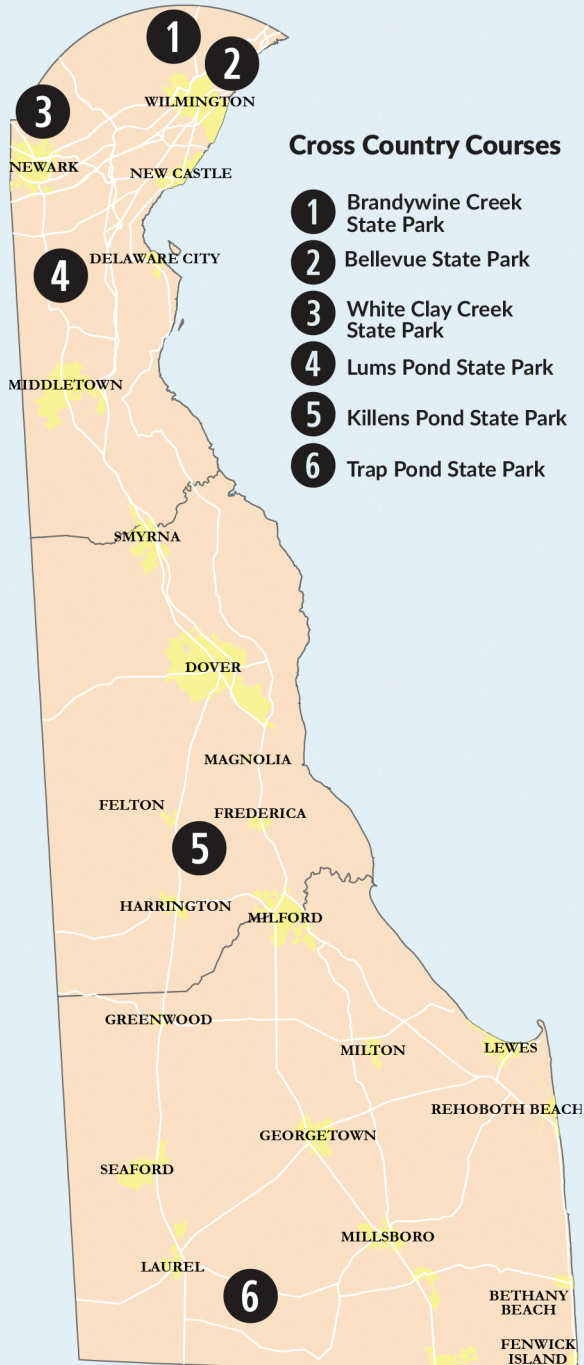 1
2
WILMINGTON
3
NEWARK
NEW CASTLE
Cross Country Courses
1 Brandywine Creek
State Park
2 Bellevue State Park
3 White Clay Creek
State Park
4 Lums Pond State Park
5 Killens Pond State Park
6 Trap Pond State Park
4
DELAWARE CITY
MIDDLETOWN
SMYRNA
DOVER
MAGNOLIA
FELTON
FREDERICA
5
HARRINGTON
MILFORD
GREENWOOD
MILTON
LEWES
REHOBOTH BEACH
GEORGETOWN
SEAFORD
MILLSBORO
LAUREL
6
BETHANY
BEACH
FENWICK
ISLAND